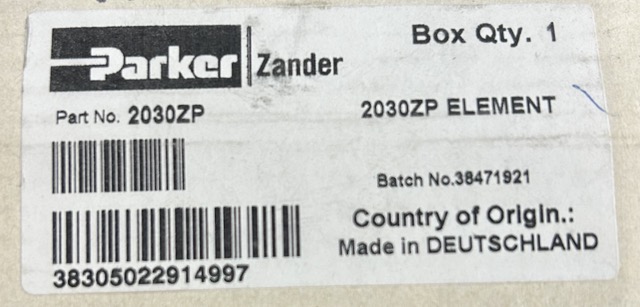 Parker Zander
Box Qty. 1
Part No. 2030ZP
2030ZP ELEMENT
Batch No.38471921
Country of Origin.:
Made in DEUTSCHLAND
38305022914997